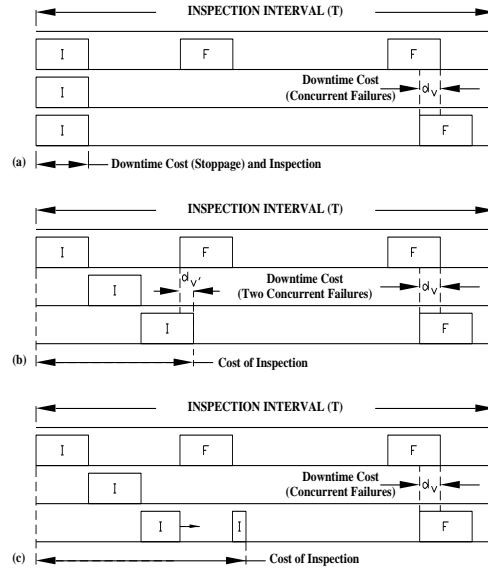 INSPECTION INTERVAL (T)
I F F
I
Downtime Cost
(Concurrent Failures)
dv
I F
(a)
Downtime Cost (Stoppage) and Inspection
INSPECTION INTERVAL (T)
I F F
dv'
I
Downtime Cost
(Two Concurrent Failures)
dv
I F
(b)
Cost of Inspection
INSPECTION INTERVAL (T)
I F F
I
Downtime Cost
(Concurrent Failures)
dv
I I F
(c)
Cost of Inspection